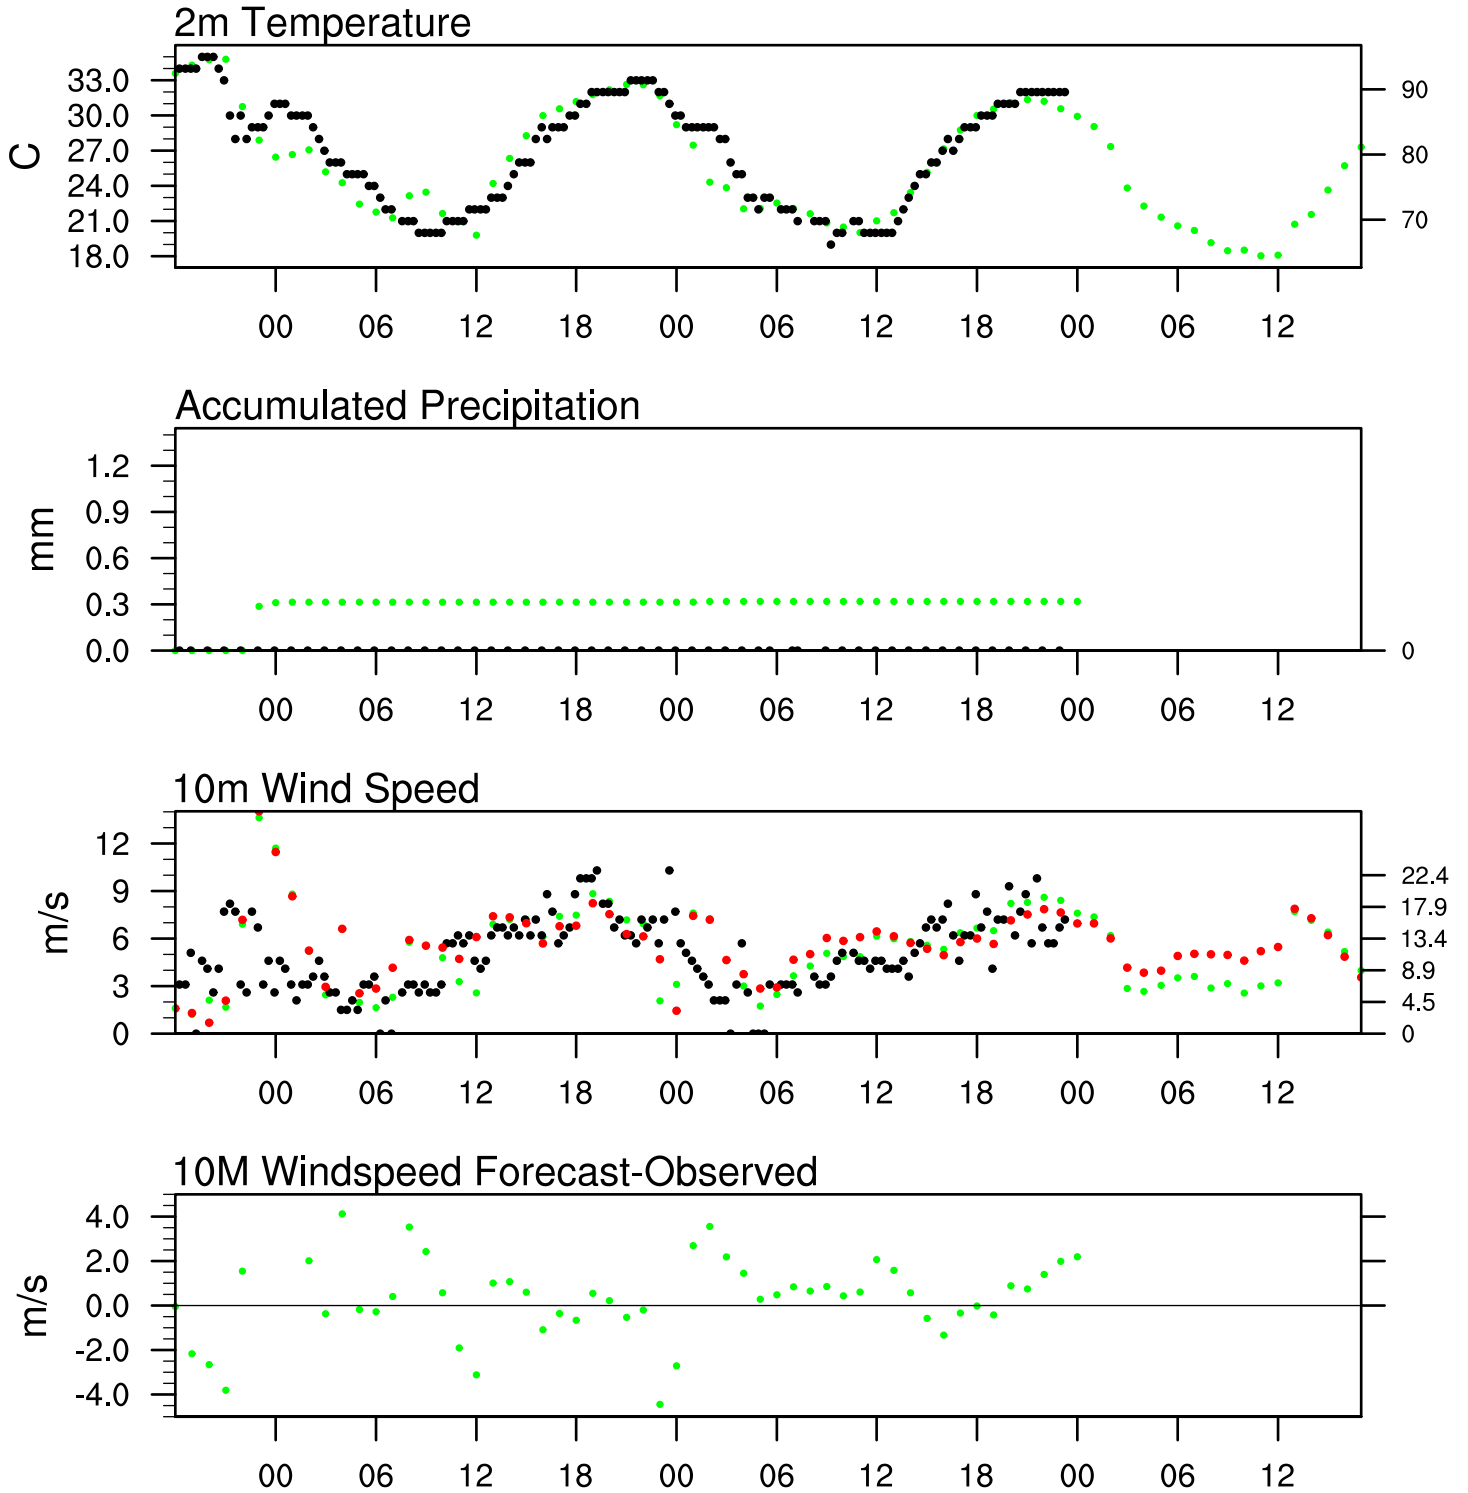 2m Temperature
33.0
30.0
27.0
24.0
21.0
18.0
C
90
80
70
00 06 12 18 00 06 12 18 00 06 12
Accumulated Precipitation
1.2
0.9
0.6
0.3
0.0
mm
0
00 06 12 18 00 06 12 18 00 06 12
10m Wind Speed
12
9
6
3
0
m/s
22.4
17.9
13.4
8.9
4.5
0
00 06 12 18 00 06 12 18 00 06 12
10M Windspeed Forecast-Observed
4.0
2.0
0.0
-2.0
-4.0
m/s
00 06 12 18 00 06 12 18 00 06 12